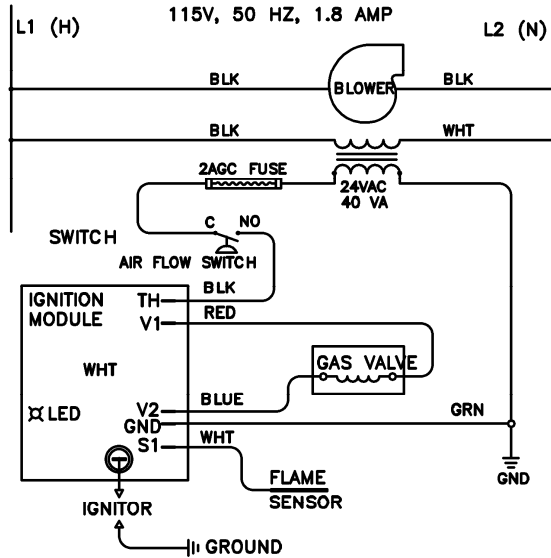 115V, 50 HZ, 1.8 AMP
L1 (H)
L2 (N)
BLK
BLOWER
BLK
BLK
WHT
2AGC FUSE
24VAC
40 VA
C NO
SWITCH
AIR FLOW SWITCH
BLK
IGNITION
MODULE
TH
RED
V1
WHT
GAS VALVE
BLUE
LED
V2
GRN
GND
WHT
S1
GND
FLAME
SENSOR
IGNITOR
GROUND